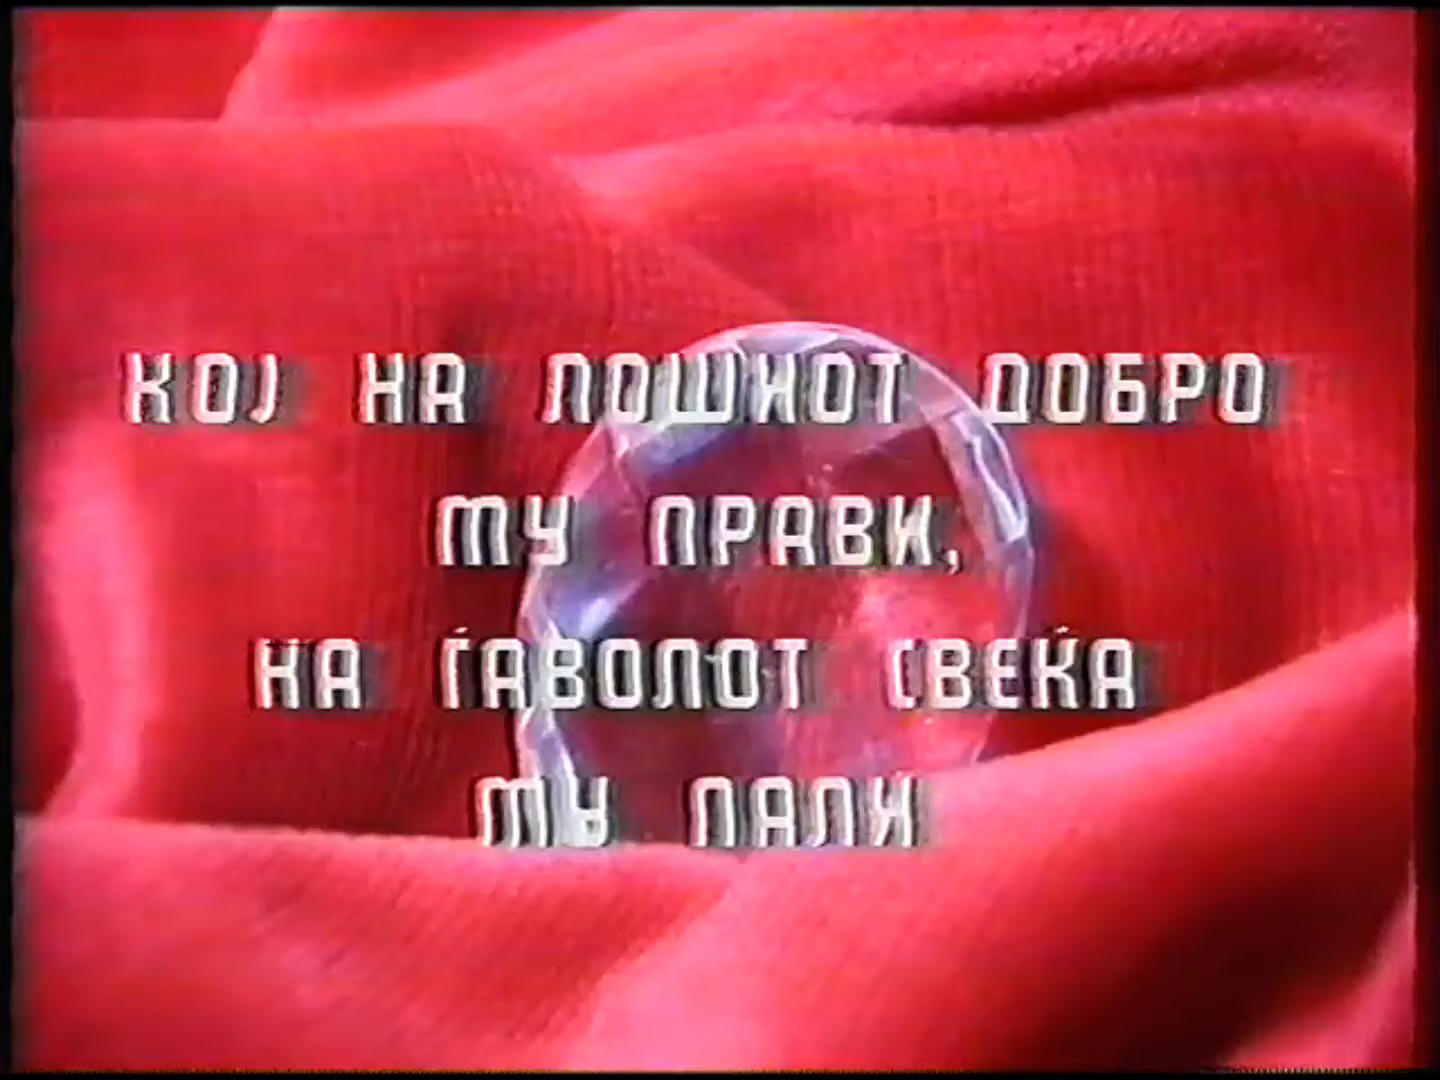 КОЈ НА ЛОШИОТ ДОБРО
МУ ПРАВИ,
НА ЃАВОЛОТ СВЕЌА
МУ ПАЛИ